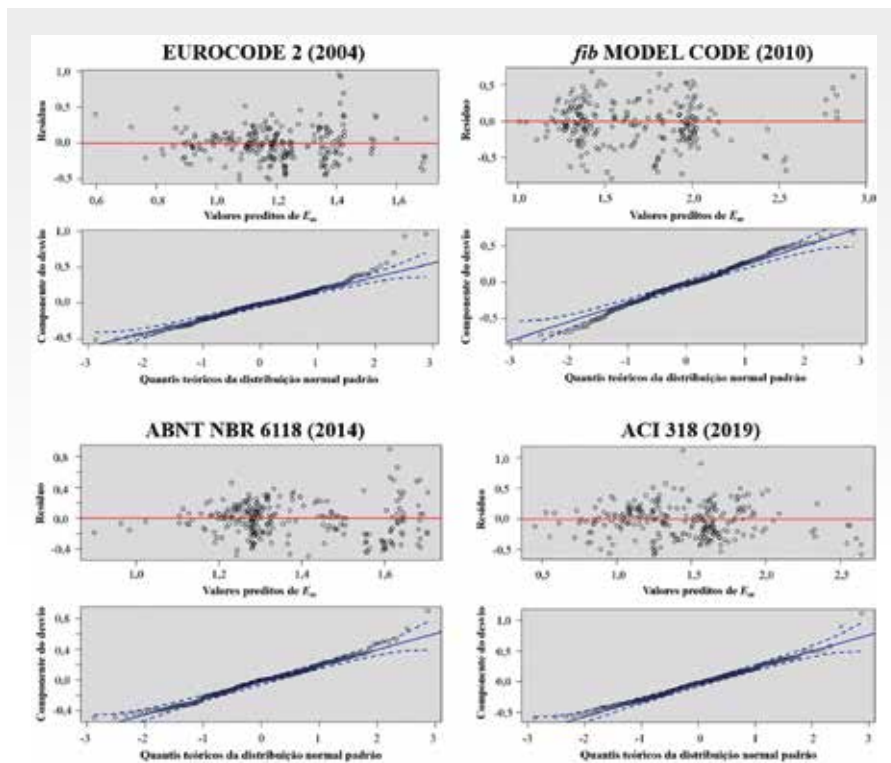 EUROCODE 2 (2004)
1,0
0,5
0,0
-0,5
Resíduo
0,6 0,8 1,0 1,2 1,4 1,6
Valores preditos de Em
1,0
0,5
0,0
-0,5
Componente do desvio
-3 -2 -1 0 1 2 3
Quantis teóricos da distribuição normal padrão
fib MODEL CODE (2010)
0,5
0,0
-0,5
Resíduo
1,0 1,5 2,0 2,5 3,0
Valores preditos de Em
0,5
0,0
-0,5
Componente do desvio
-3 -2 -1 0 1 2 3
Quantis teóricos da distribuição normal padrão
ABNT NBR 6118 (2014)
0,8
0,4
0,0
-0,4
Resíduo
1,0 1,2 1,4 1,6
Valores preditos de Em
0,4
0,0
-0,4
Componente do desvio
-3 -2 -1 0 1 2 3
Quantis teóricos da distribuição normal padrão
ACI 318 (2019)
1,0
0,5
0,0
-0,5
Resíduo
0,5 1,0 1,5 2,0 2,5
Valores preditos de Em
1,0
0,5
0,0
-0,5
Componente do desvio
-3 -2 -1 0 1 2 3
Quantis teóricos da distribuição normal padrão